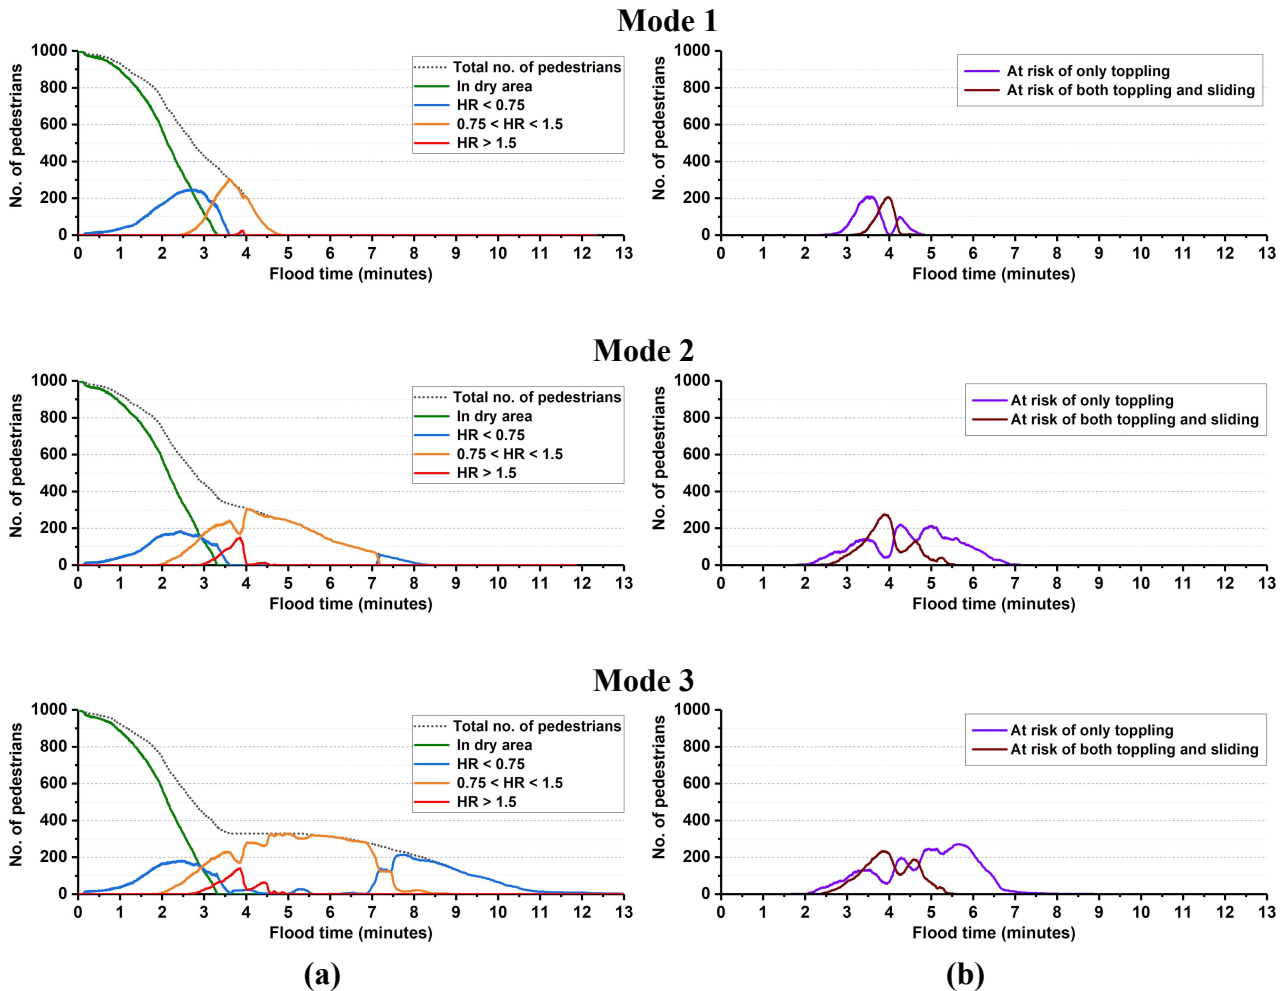 Mode 1
1000
800
600
400
200
0
No. of pedestrians
Total no. of pedestrians
In dry area
HR < 0.75
0.75 < HR < 1.5
HR > 1.5
0 1 2 3 4 5 6 7 8 9 10 11 12 13
Flood time (minutes)
1000
800
600
400
200
0
No. of pedestrians
At risk of only toppling
At risk of both toppling and sliding
0 1 2 3 4 5 6 7 8 9 10 11 12 13
Flood time (minutes)
Mode 2
1000
800
600
400
200
0
No. of pedestrians
Total no. of pedestrians
In dry area
HR < 0.75
0.75 < HR < 1.5
HR > 1.5
0 1 2 3 4 5 6 7 8 9 10 11 12 13
Flood time (minutes)
1000
800
600
400
200
0
No. of pedestrians
At risk of only toppling
At risk of both toppling and sliding
0 1 2 3 4 5 6 7 8 9 10 11 12 13
Flood time (minutes)
Mode 3
1000
800
600
400
200
0
No. of pedestrians
Total no. of pedestrians
In dry area
HR < 0.75
0.75 < HR < 1.5
HR > 1.5
0 1 2 3 4 5 6 7 8 9 10 11 12 13
Flood time (minutes)
1000
800
600
400
200
0
No. of pedestrians
At risk of only toppling
At risk of both toppling and sliding
0 1 2 3 4 5 6 7 8 9 10 11 12 13
Flood time (minutes)
(a)
(b)